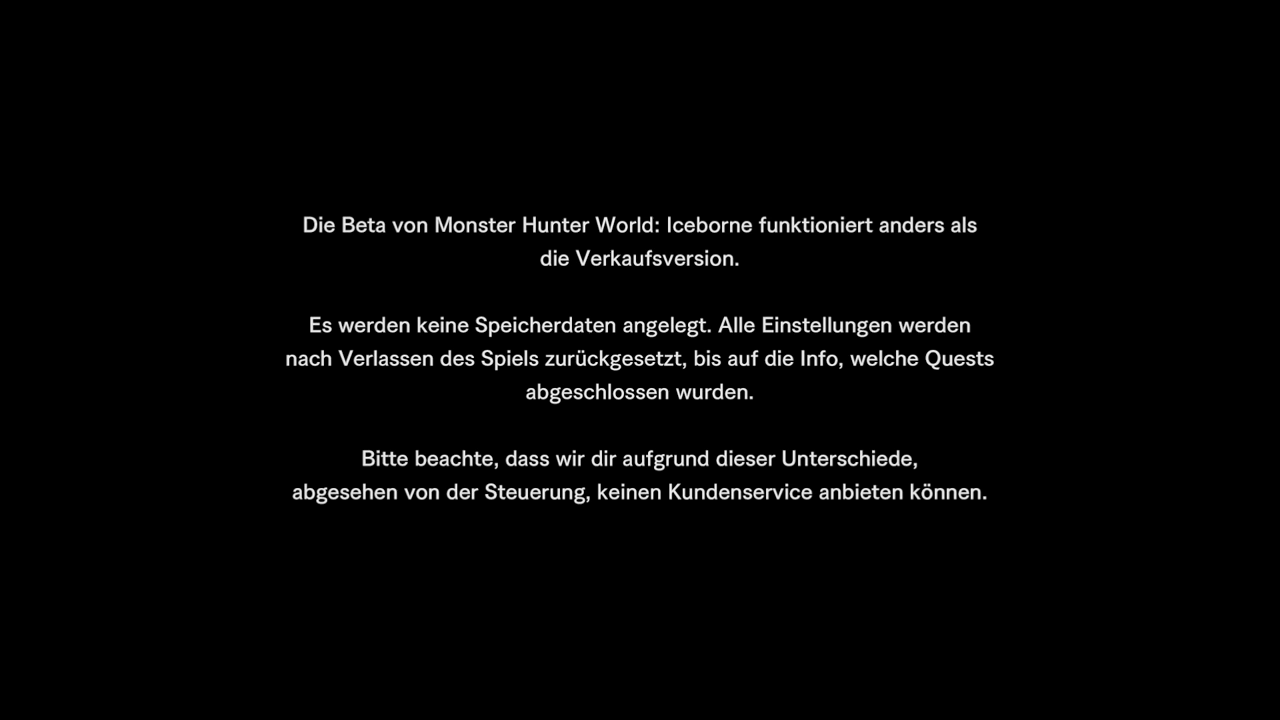 Die Beta von Monster Hunter World: Iceborne funktioniert anders als
die Verkaufsversion.
Es werden keine Speicherdaten angelegt. Alle Einstellungen werden
nach Verlassen des Spiels zurückgesetzt, bis auf die Info, welche Quests
abgeschlossen wurden.
Bitte beachte, dass wir dir aufgrund dieser Unterschiede,
abgesehen von der Steuerung, keinen Kundenservice anbieten können.